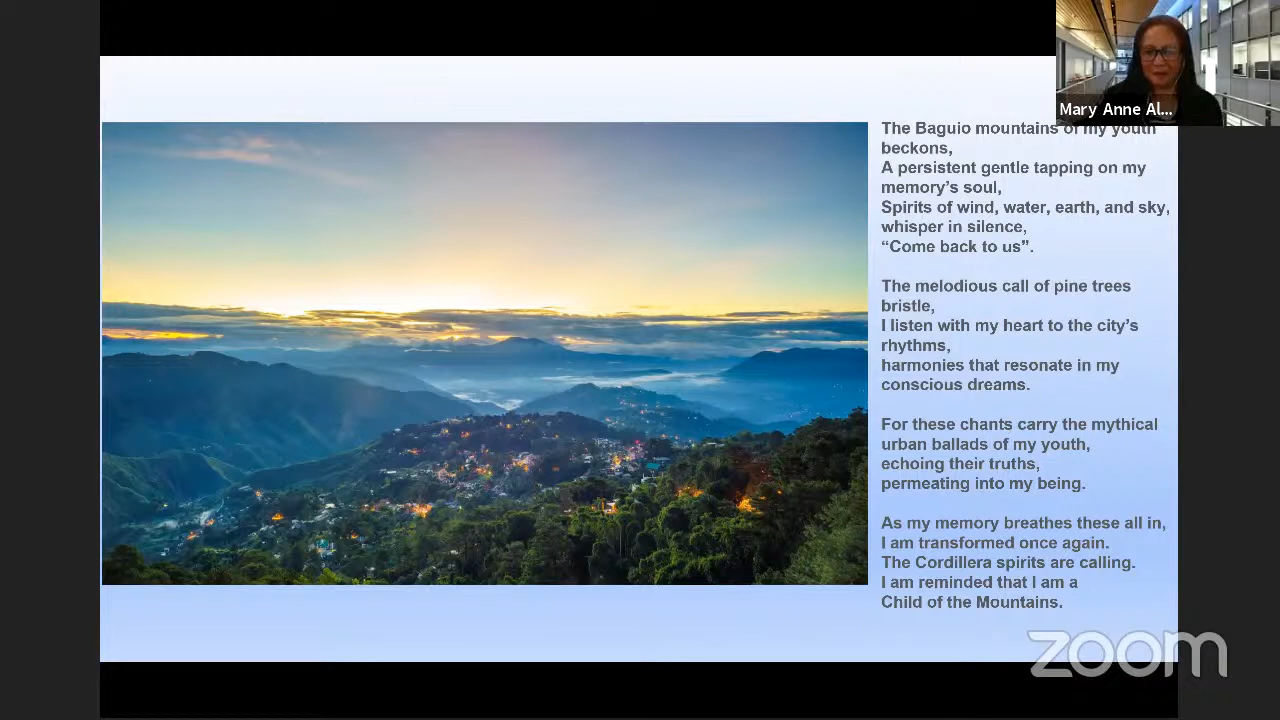 Mary Anne Al...
The Baguio mountains of my youth
beckons,
A persistent gentle tapping on my
memory’s soul,
Spirits of wind, water, earth, and sky,
whisper in silence,
“Come back to us”.
The melodious call of pine trees
bristle,
I listen with my heart to the city’s
rhythms,
harmonies that resonate in my
conscious dreams.
For these chants carry the mythical
urban ballads of my youth,
echoing their truths,
permeating into my being.
As my memory breathes these all in,
I am transformed once again.
The Cordillera spirits are calling.
I am reminded that I am a
Child of the Mountains.
zoom